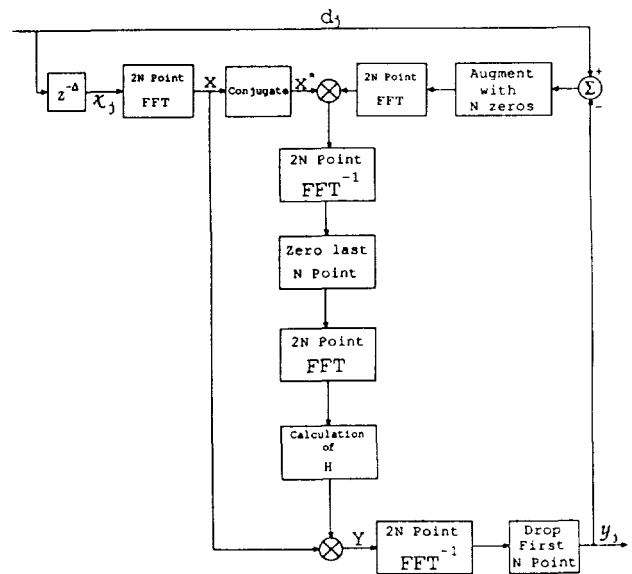 d_j
z^{-Δ}
x_j
2N Point
FFT
X
Conjugate
X*
2N Point
FFT
Augment
with
N zeros
Σ
+
−
2N Point
FFT^{-1}
Zero last
N Point
2N Point
FFT
Calculation
of
H
Y
2N Point
FFT^{-1}
Drop
First
N Point
y_j